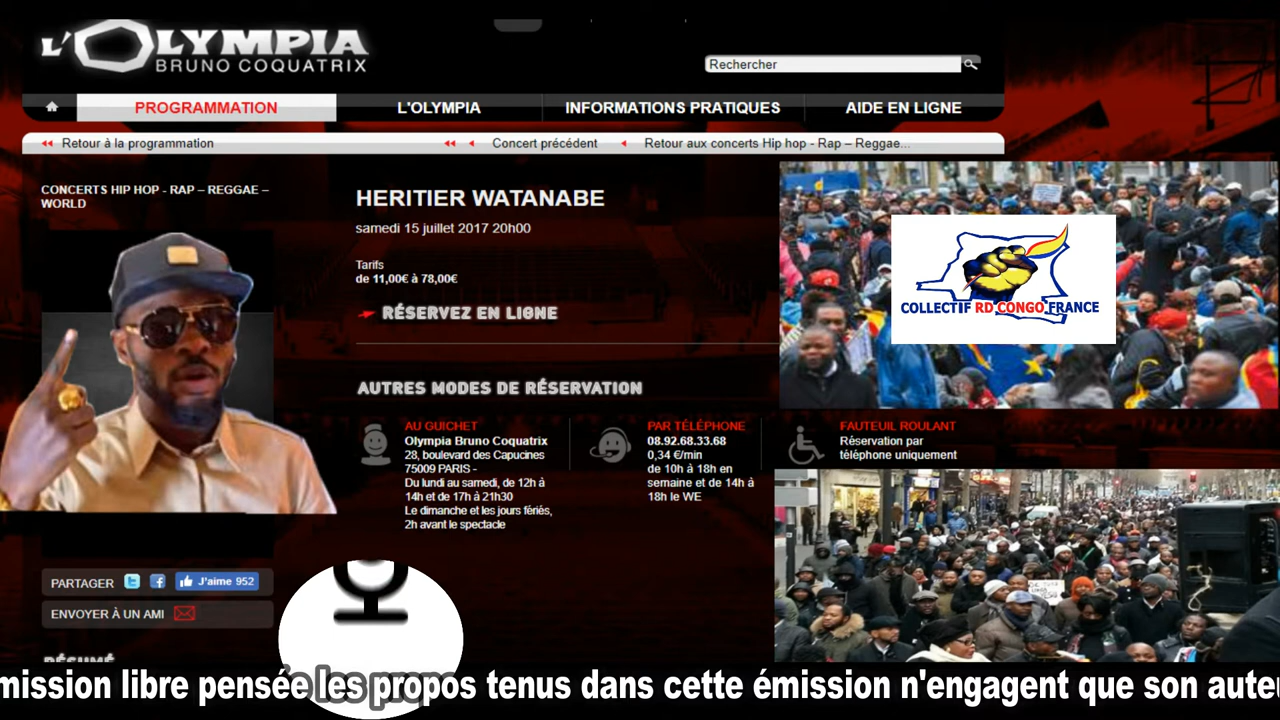 L'OLYMPIA
BRUNO COQUATRIX
Rechercher
PROGRAMMATION
L'OLYMPIA
INFORMATIONS PRATIQUES
AIDE EN LIGNE
Retour à la programmation
Concert précédent
Retour aux concerts Hip hop - Rap – Reggae...
CONCERTS HIP HOP - RAP – REGGAE –
WORLD
HERITIER WATANABE
samedi 15 juillet 2017 20h00
Tarifs
de 11,00€ à 78,00€
RÉSERVEZ EN LIGNE
COLLECTIF RD CONGO FRANCE
AUTRES MODES DE RÉSERVATION
AU GUICHET
Olympia Bruno Coquatrix
28, boulevard des Capucines
75009 PARIS -
Du lundi au samedi, de 12h à
14h et de 17h à 21h30
Le dimanche et les jours fériés,
2h avant le spectacle
PAR TÉLÉPHONE
08.92.68.33.68
0,34 €/min
de 10h à 18h en
semaine et de 14h à
18h le WE
FAUTEUIL ROULANT
Réservation par
téléphone uniquement
PARTAGER
J'aime 952
ENVOYER À UN AMI
RÉSUMÉ
mission libre pensée les propos tenus dans cette émission n'engagent que son auteu